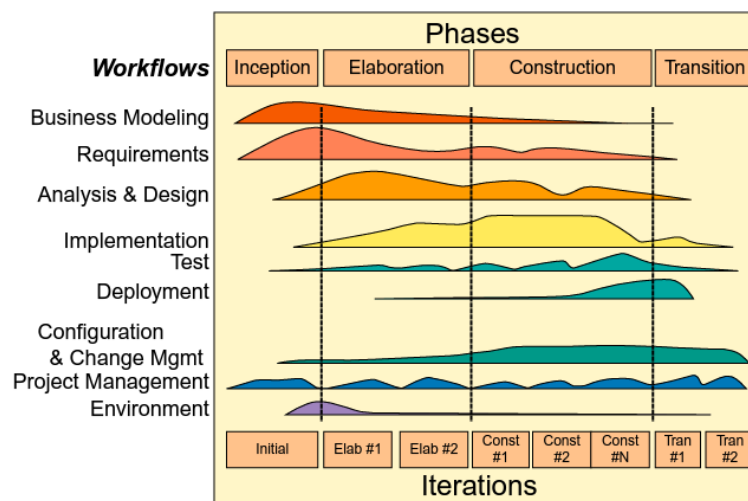 Phases
Workflows
Inception
Elaboration
Construction
Transition
Business Modeling
Requirements
Analysis & Design
Implementation
Test
Deployment
Configuration
& Change Mgmt
Project Management
Environment
Initial
Elab #1
Elab #2
Const
#1
Const
#2
Const
#N
Tran
#1
Tran
#2
Iterations